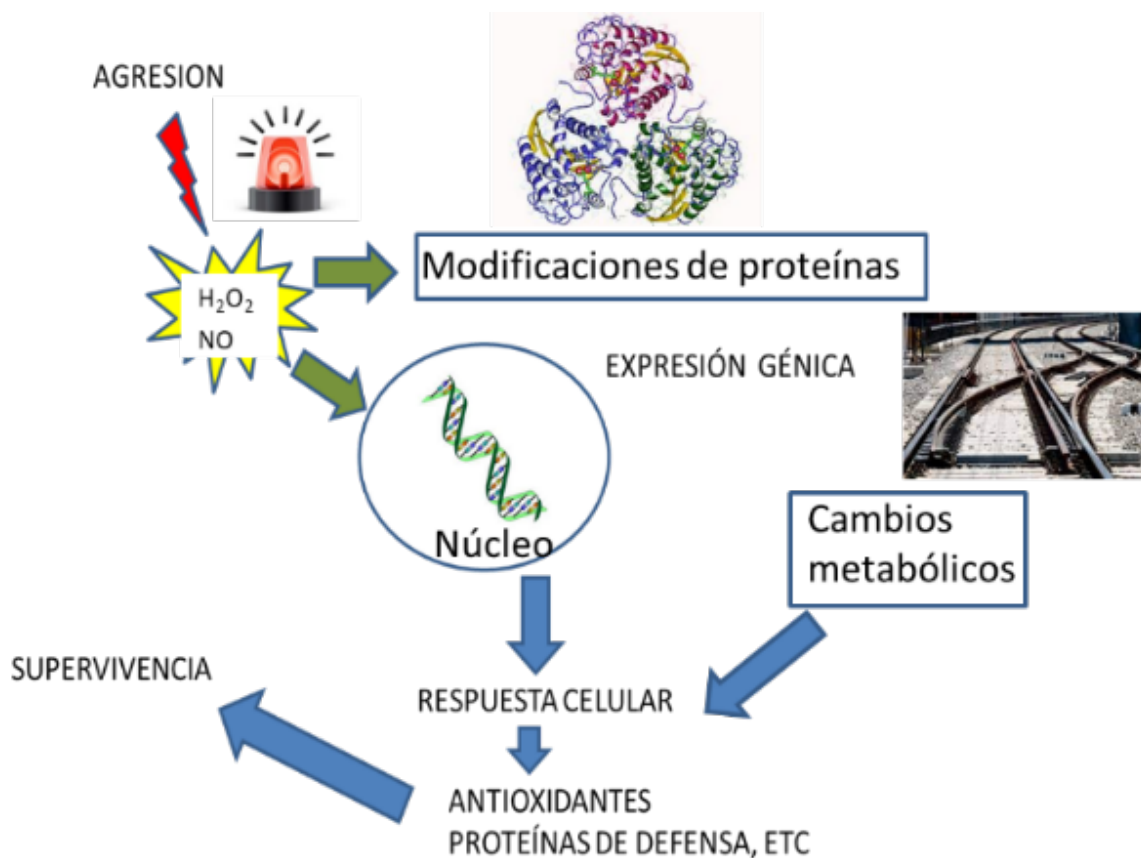 AGRESION
H₂O₂
NO
Modificaciones de proteínas
EXPRESIÓN GÉNICA
Núcleo
Cambios
metabólicos
SUPERVIVENCIA
RESPUESTA CELULAR
ANTIOXIDANTES
PROTEÍNAS DE DEFENSA, ETC